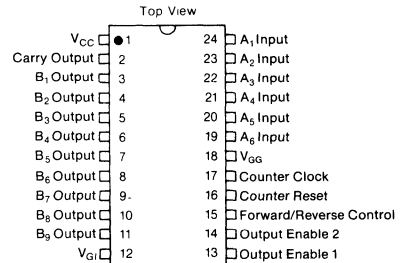 Top View
VCC 1 24 A1 Input
Carry Output 2 23 A2 Input
B1 Output 3 22 A3 Input
B2 Output 4 21 A4 Input
B3 Output 5 20 A5 Input
B4 Output 6 19 A6 Input
B5 Output 7 18 VGG
B6 Output 8 17 Counter Clock
B7 Output 9 16 Counter Reset
B8 Output 10 15 Forward/Reverse Control
B9 Output 11 14 Output Enable 2
VGI 12 13 Output Enable 1